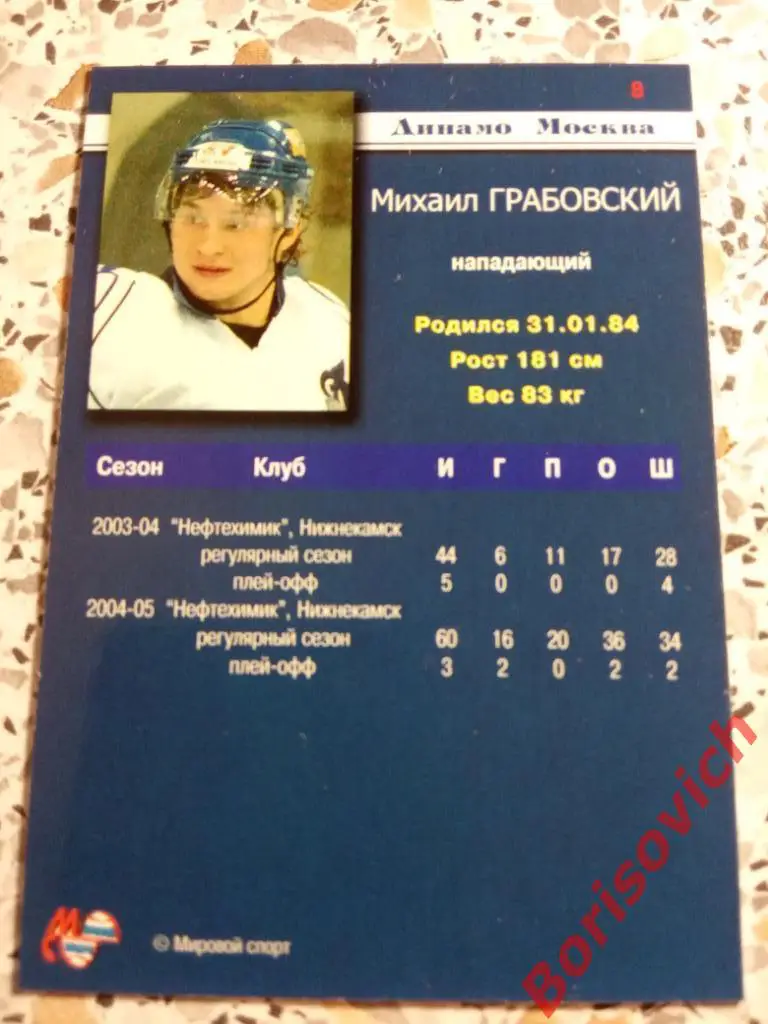 8
Динамо Москва
Михаил ГРАБОВСКИЙ
нападающий
Родился 31.01.84
Рост 181 см
Вес 83 кг
Сезон Клуб И Г П О Ш
2003-04 "Нефтехимик", Нижнекамск
регулярный сезон 44 6 11 17 28
плей-офф 5 0 0 0 4
2004-05 "Нефтехимик", Нижнекамск
регулярный сезон 60 16 20 36 34
плей-офф 3 2 0 2 2
© Мировой спорт
Borisovich